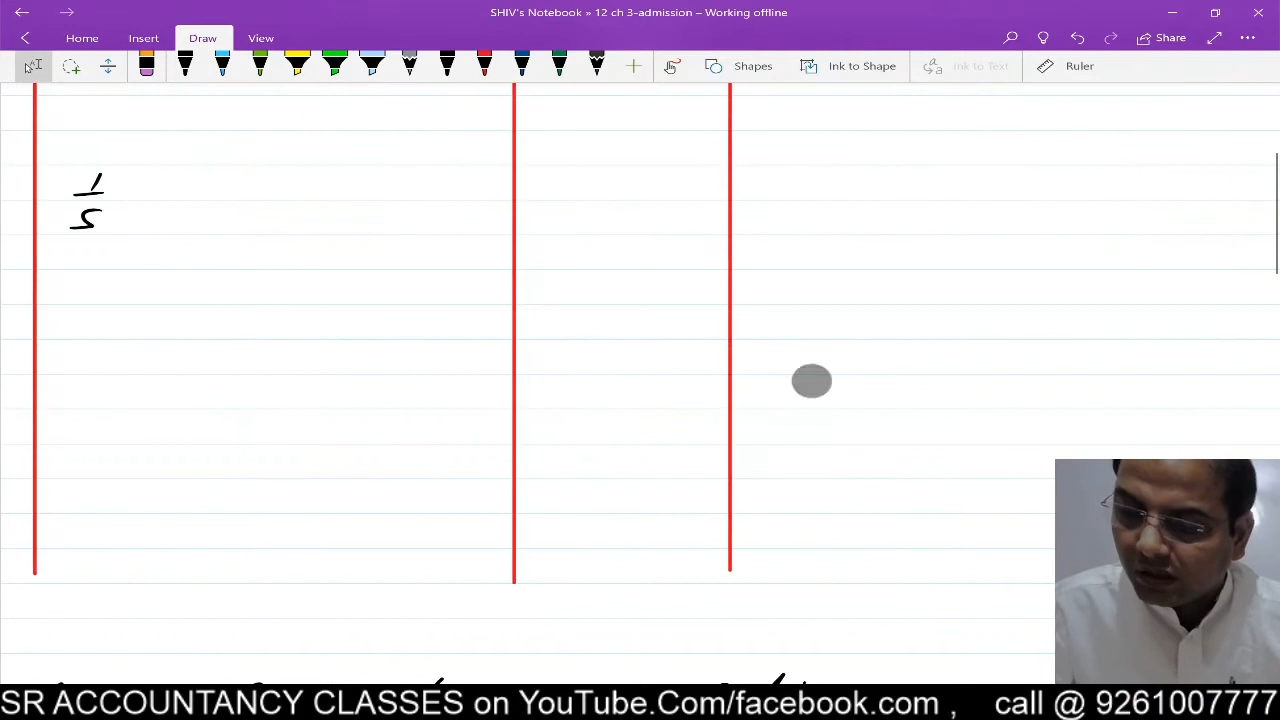 SHIV's Notebook » 12 ch 3-admission – Working offline
Home Insert Draw View Share
Shapes Ink to Shape Ink to Text Ruler
1
5
SR ACCOUNTANCY CLASSES on YouTube.Com/facebook.com , call @ 9261007777